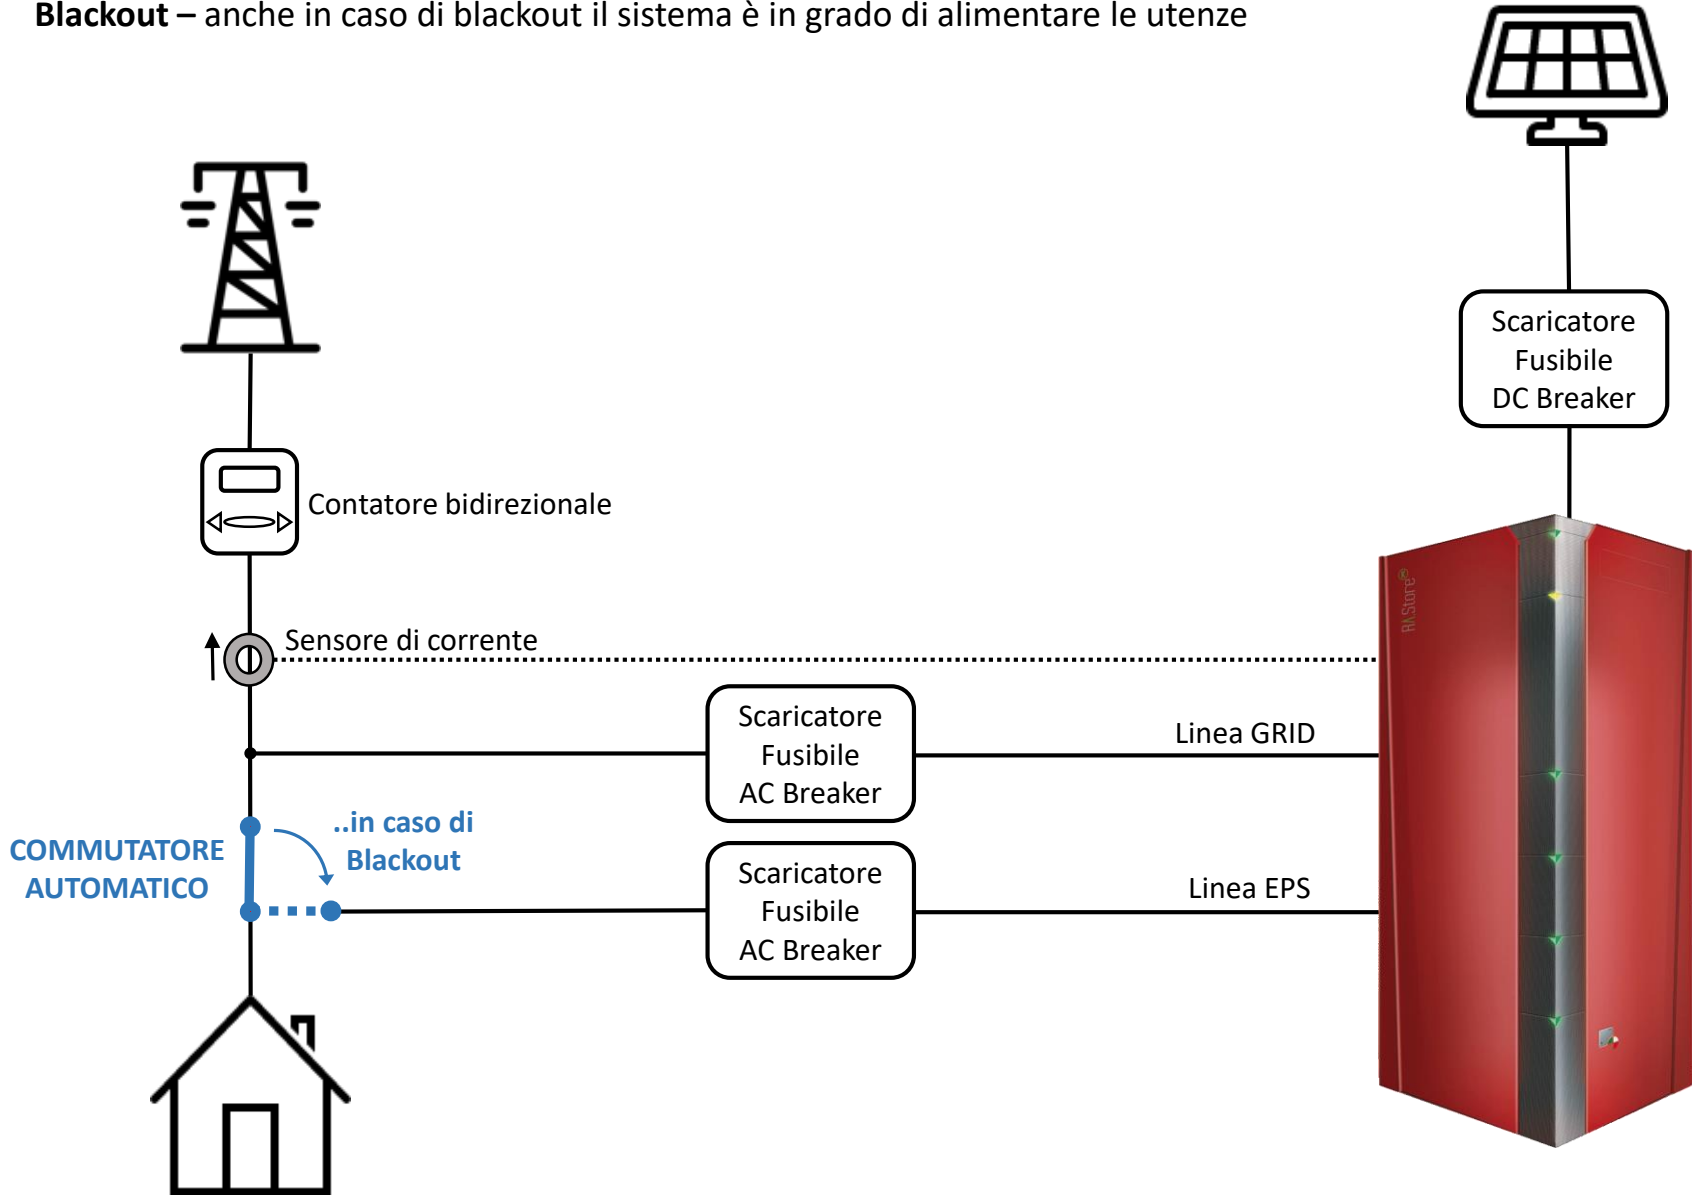 Blackout – anche in caso di blackout il sistema è in grado di alimentare le utenze
Scaricatore
Fusibile
DC Breaker
Contatore bidirezionale
RAStore
Sensore di corrente
Scaricatore
Fusibile
AC Breaker
Linea GRID
..in caso di
Blackout
COMMUTATORE
AUTOMATICO
Scaricatore
Fusibile
AC Breaker
Linea EPS